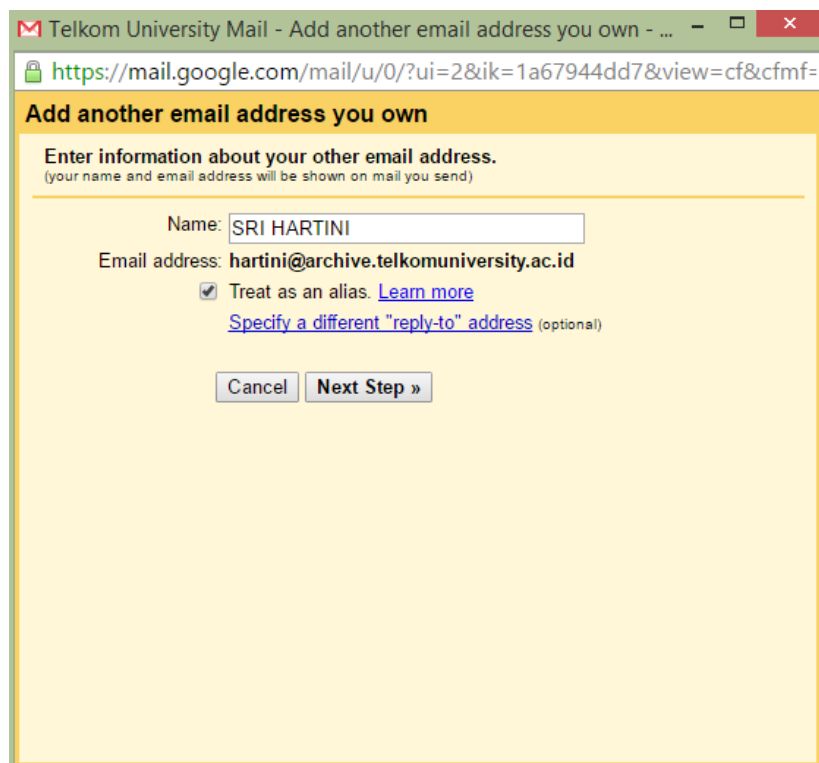 Telkom University Mail - Add another email address you own - ...
https://mail.google.com/mail/u/0/?ui=2&ik=1a67944dd7&view=cf&cfmf=
Add another email address you own
Enter information about your other email address.
(your name and email address will be shown on mail you send)
Name: SRI HARTINI
Email address: hartini@archive.telkomuniversity.ac.id
Treat as an alias. Learn more
Specify a different "reply-to" address (optional)
Cancel Next Step »